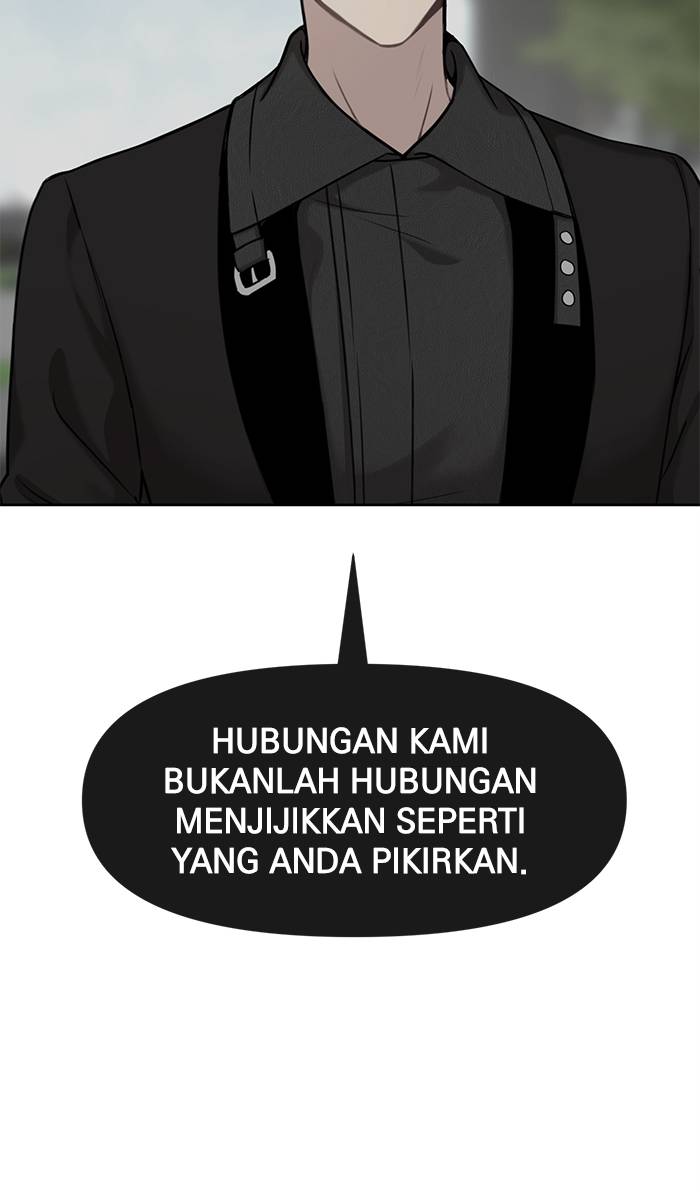 HUBUNGAN KAMI
BUKANLAH HUBUNGAN
MENJIJIKKAN SEPERTI
YANG ANDA PIKIRKAN.